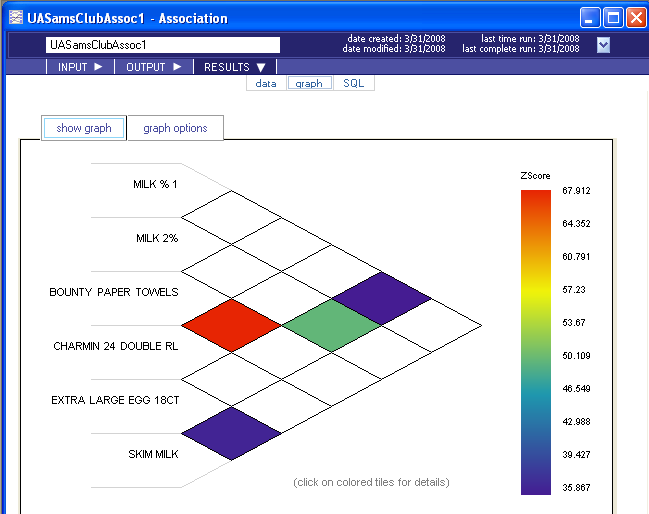 UASamsClubAssoc1 - Association
UASamsClubAssoc1
date created: 3/31/2008
last time run: 3/31/2008
date modified: 3/31/2008
last complete run: 3/31/2008
INPUT
OUTPUT
RESULTS
data
graph
SQL
show graph
graph options
ZScore
MILK % 1
MILK 2%
BOUNTY PAPER TOWELS
CHARMIN 24 DOUBLE RL
EXTRA LARGE EGG 18CT
SKIM MILK
67.912
64.352
60.791
57.23
53.67
50.109
46.549
42.988
39.427
35.867
(click on colored tiles for details)